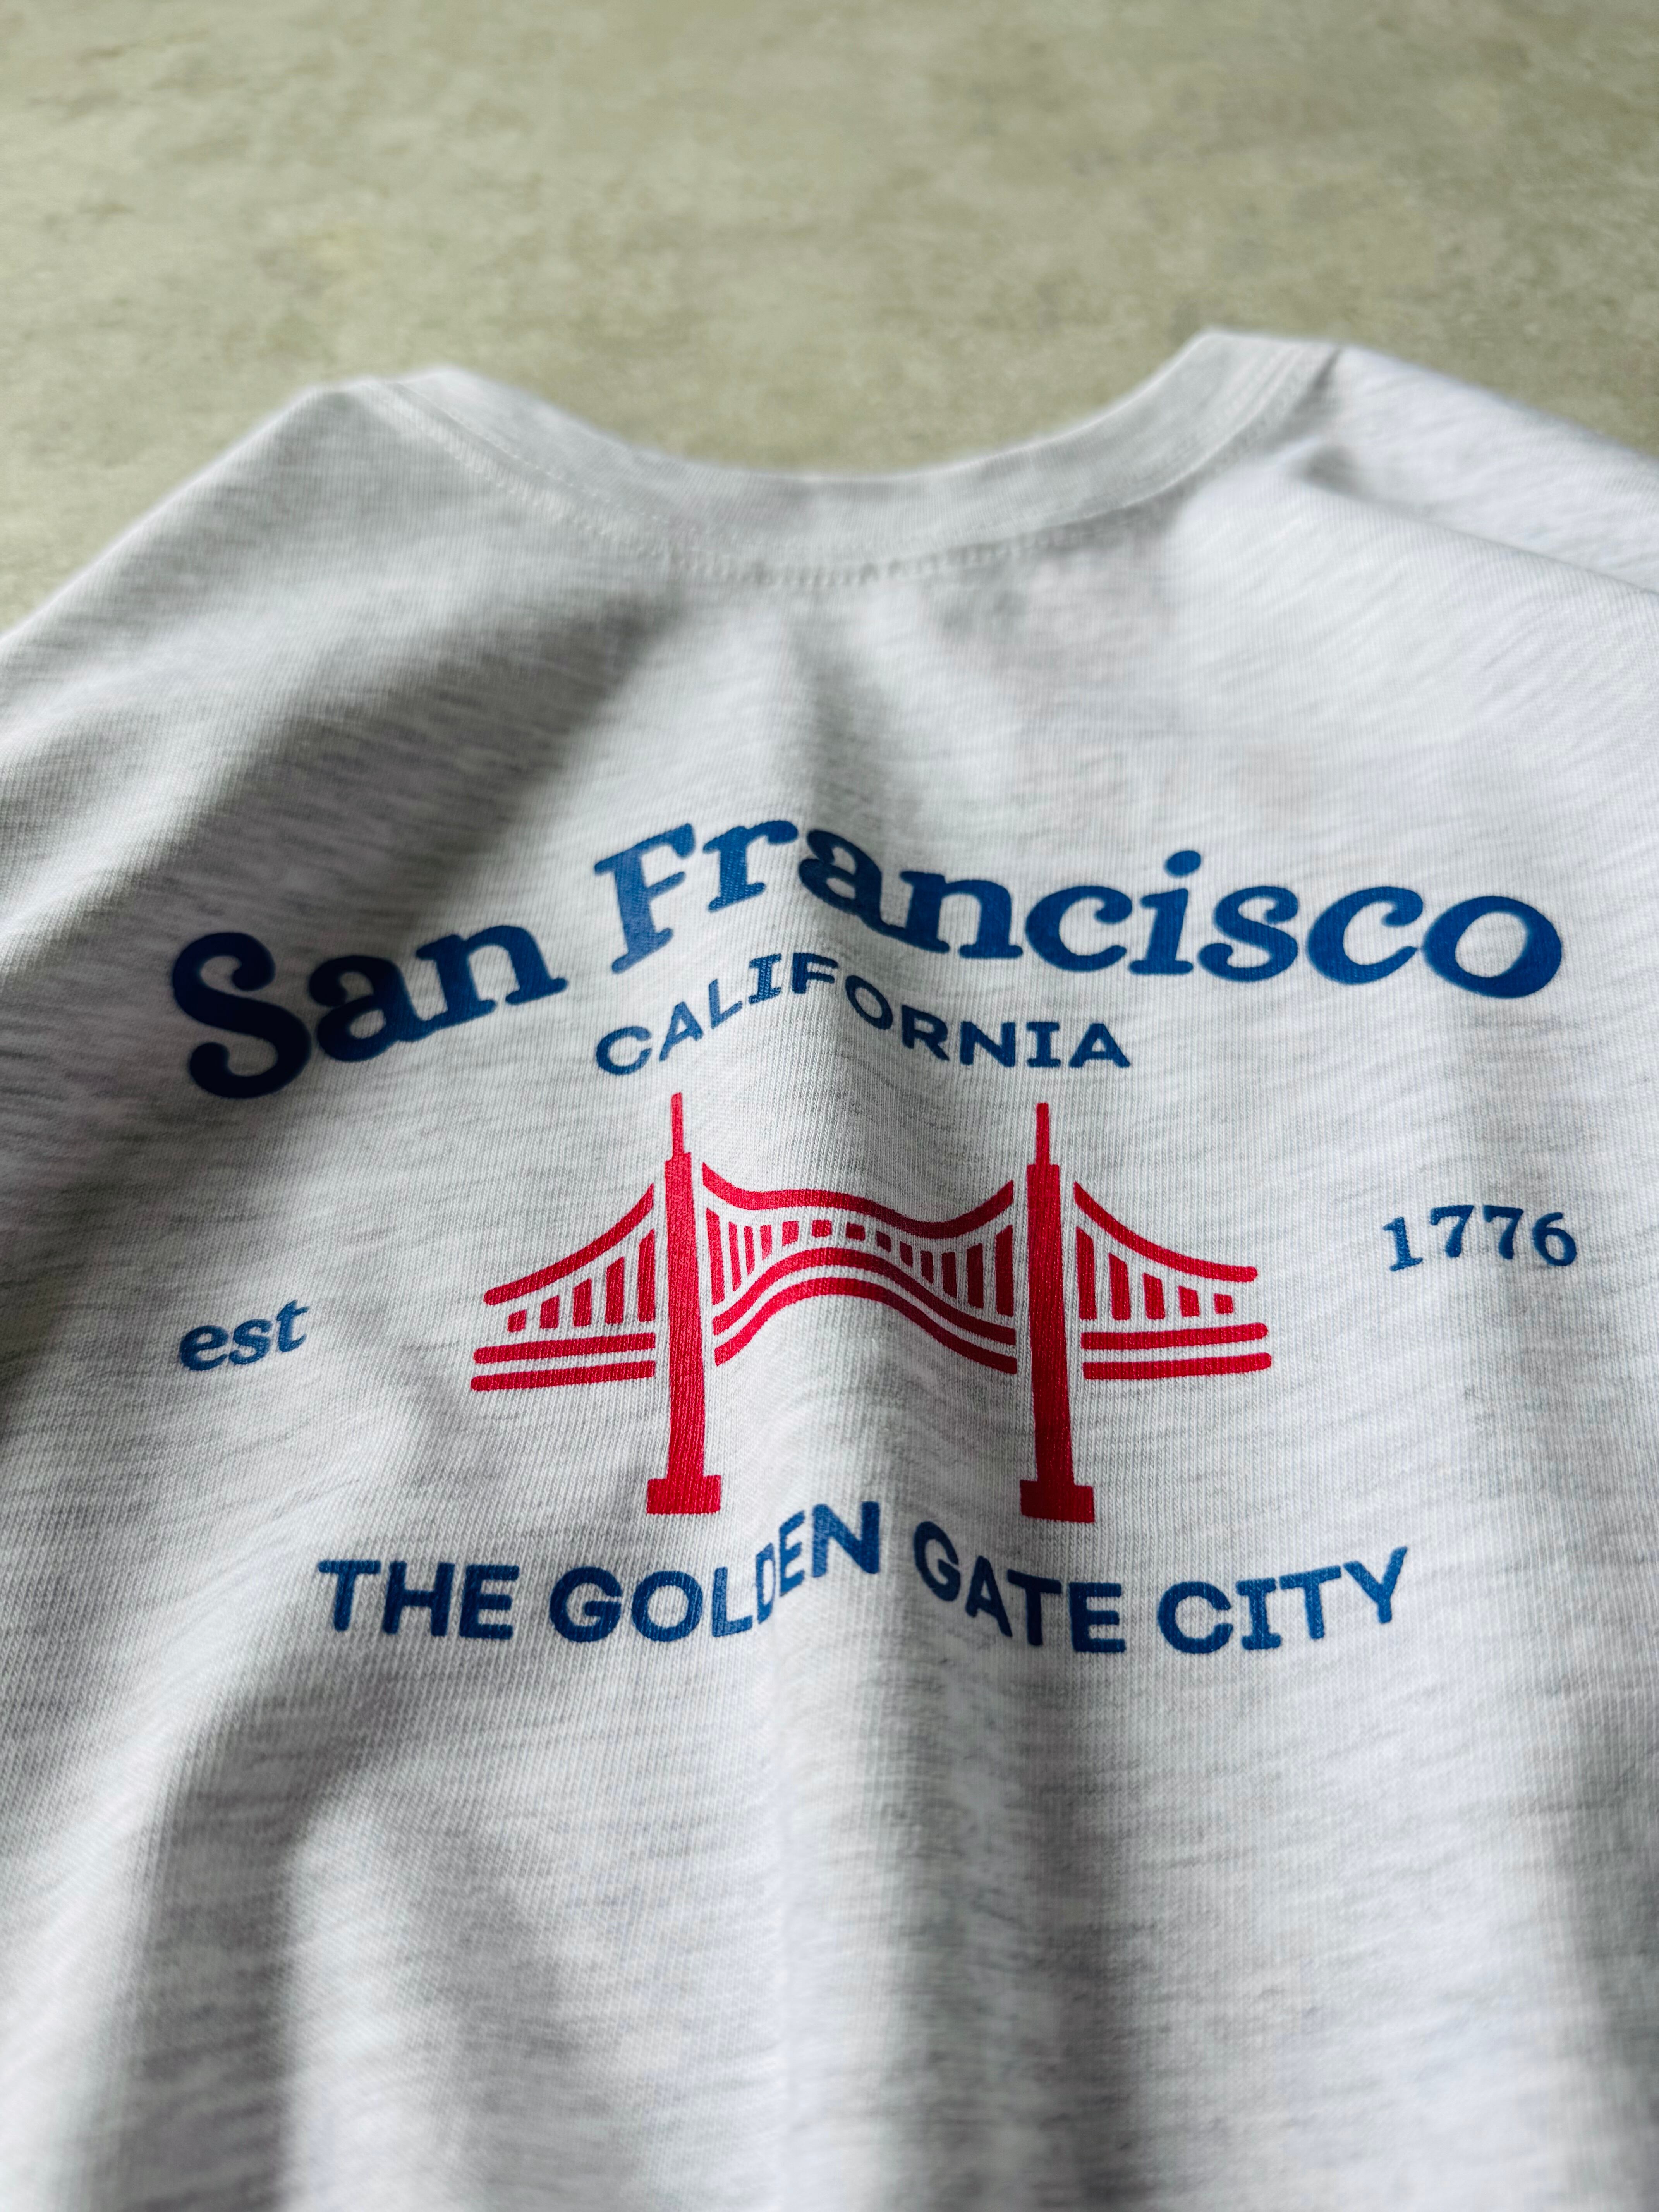 San Francisco
CALIFORNIA
est 1776
THE GOLDEN GATE CITY